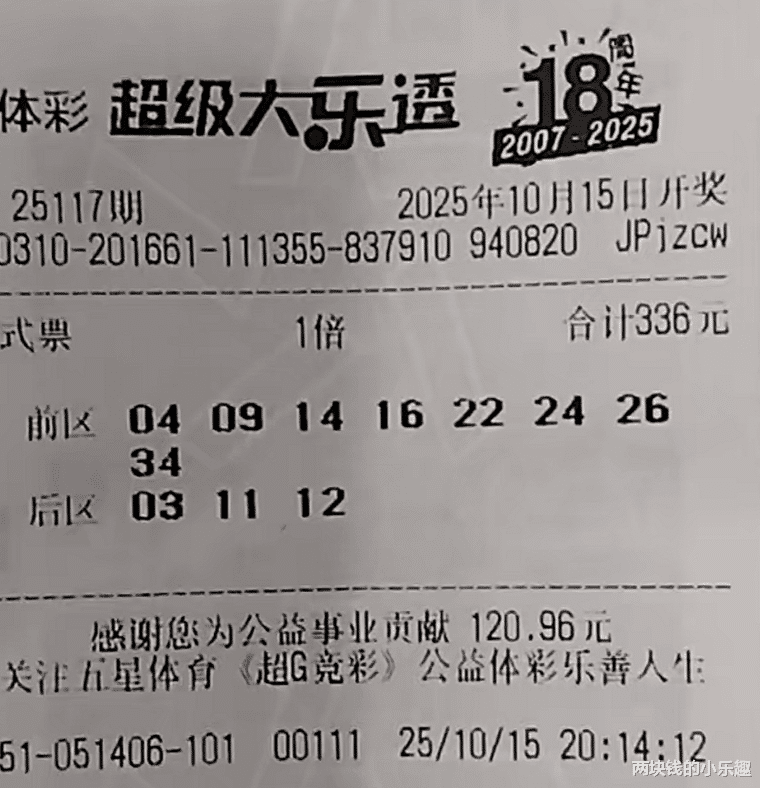 体彩 超级大乐透 18周年
2007-2025
25117期 2025年10月15日开奖
0310-201661-111355-837910 940820 JPjzcw
式票 1倍 合计336元
前区 04 09 14 16 22 24 26
34
后区 03 11 12
感谢您为公益事业贡献 120.96元
关注五星体育《超G竞彩》公益体彩乐善人生
51-051406-101 00111 25/10/15 20:14:12
两块钱的小乐趣